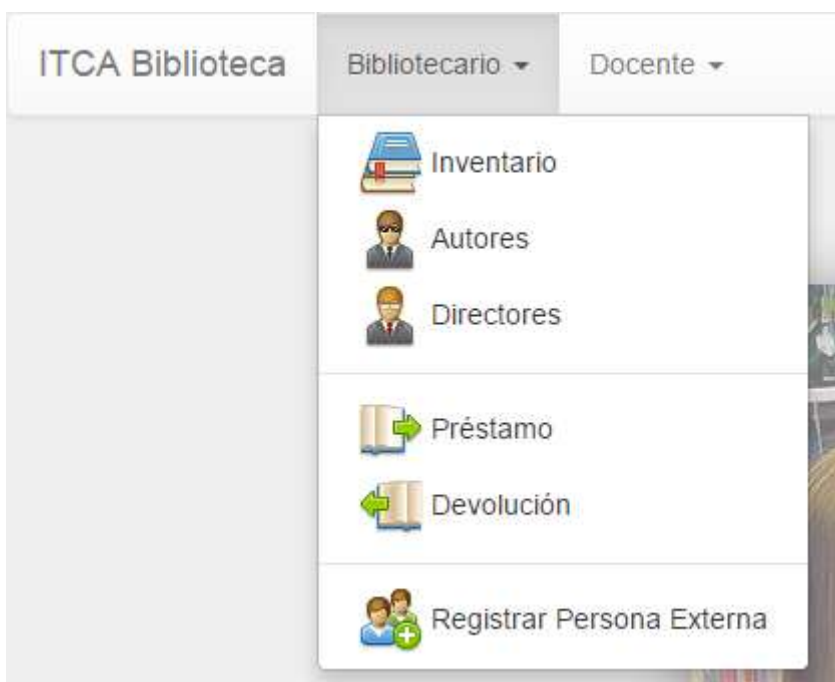 ITCA Biblioteca Bibliotecario Docente
Inventario
Autores
Directores
Préstamo
Devolución
Registrar Persona Externa